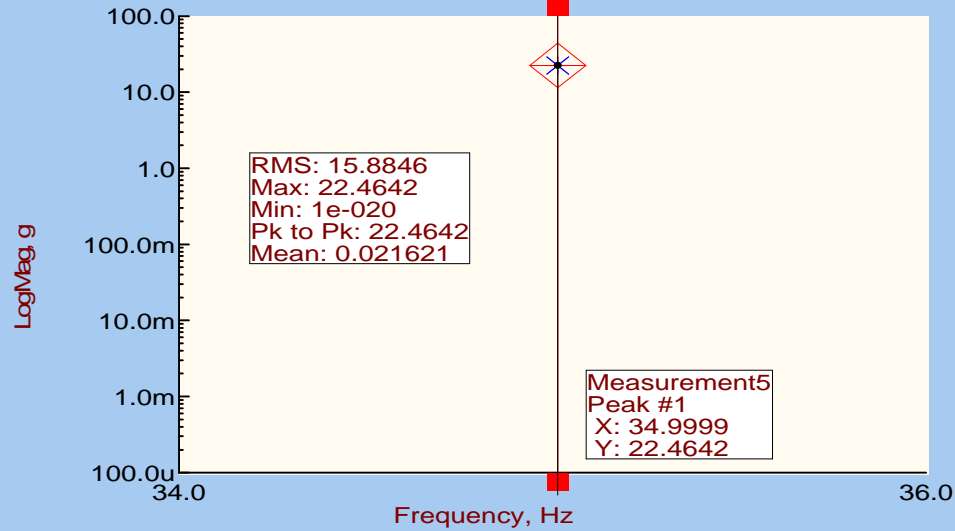 100.0
10.0
1.0
100.0m
10.0m
1.0m
100.0u
LogMag, g
RMS: 15.8846
Max: 22.4642
Min: 1e-020
Pk to Pk: 22.4642
Mean: 0.021621
Measurement5
Peak #1
X: 34.9999
Y: 22.4642
34.0
36.0
Frequency, Hz